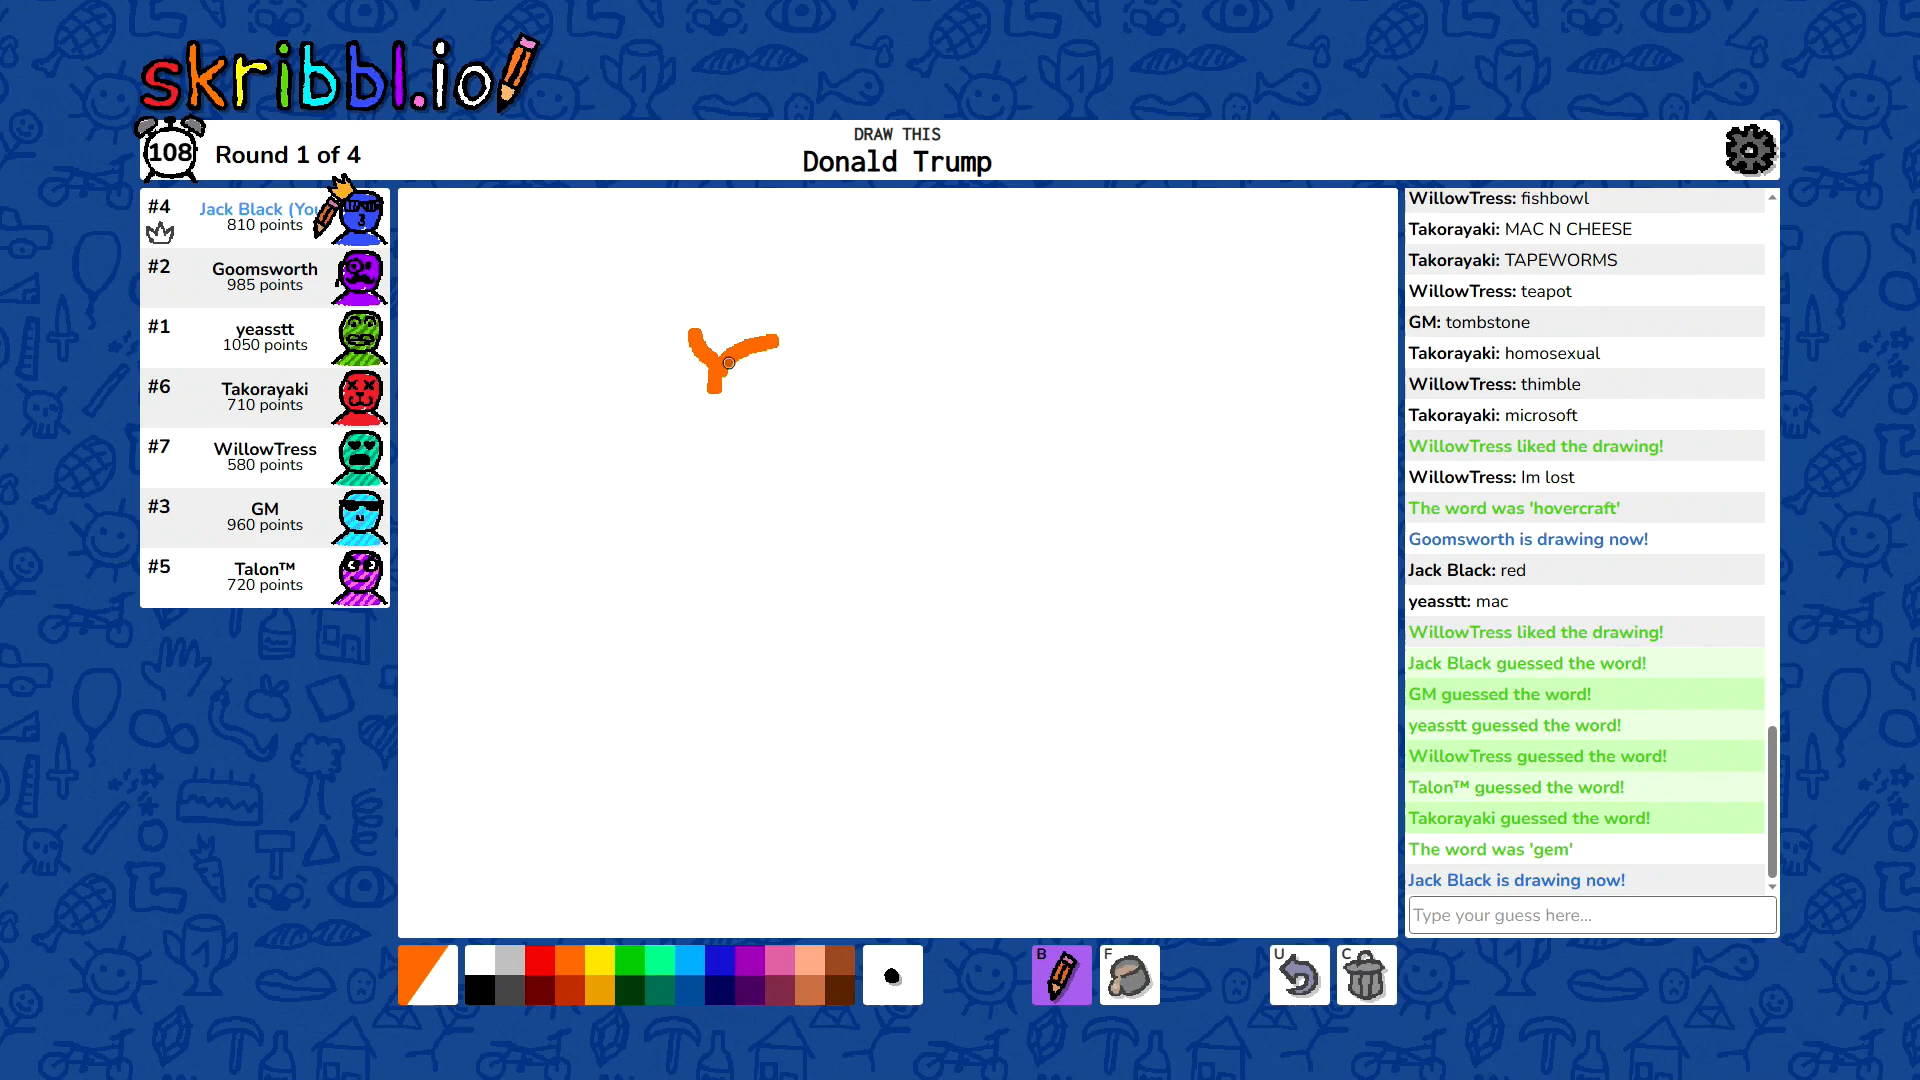 skribbl.io
108
Round 1 of 4
DRAW THIS
Donald Trump
#4
Jack Black (You
810 points
#2
Goomsworth
985 points
#1
yeasstt
1050 points
#6
Takorayaki
710 points
#7
WillowTress
580 points
#3
GM
960 points
#5
Talon™
720 points
WillowTress: fishbowl
Takorayaki: MAC N CHEESE
Takorayaki: TAPEWORMS
WillowTress: teapot
GM: tombstone
Takorayaki: homosexual
WillowTress: thimble
Takorayaki: microsoft
WillowTress liked the drawing!
WillowTress: Im lost
The word was 'hovercraft'
Goomsworth is drawing now!
Jack Black: red
yeasstt: mac
WillowTress liked the drawing!
Jack Black guessed the word!
GM guessed the word!
yeasstt guessed the word!
WillowTress guessed the word!
Talon™ guessed the word!
Takorayaki guessed the word!
The word was 'gem'
Jack Black is drawing now!
Type your guess here...
B
F
U
C